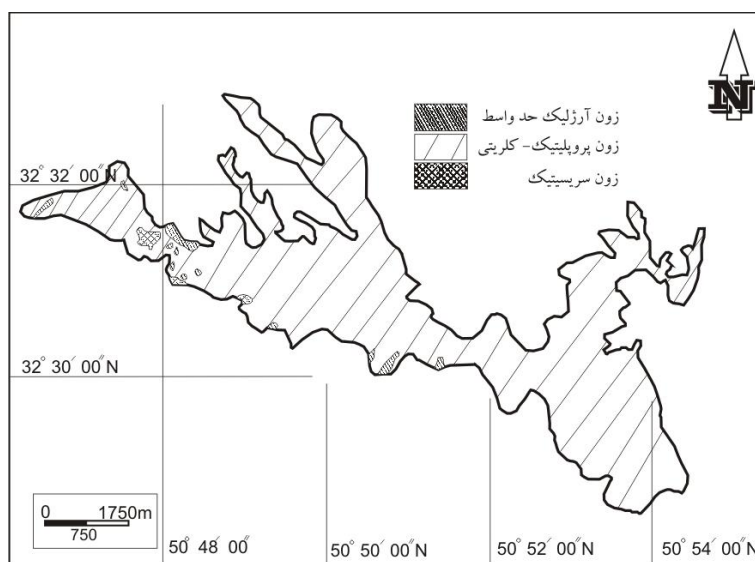 N
زون آرژلیک حد واسط
زون پروپلیتیک - کلریتی
زون سریسیتیک
32° 32′ 00″ N
32° 30′ 00″ N
0 1750m
750
50° 48′ 00″
50° 50′ 00″ N
50° 52′ 00″ N
50° 54′ 00″ N